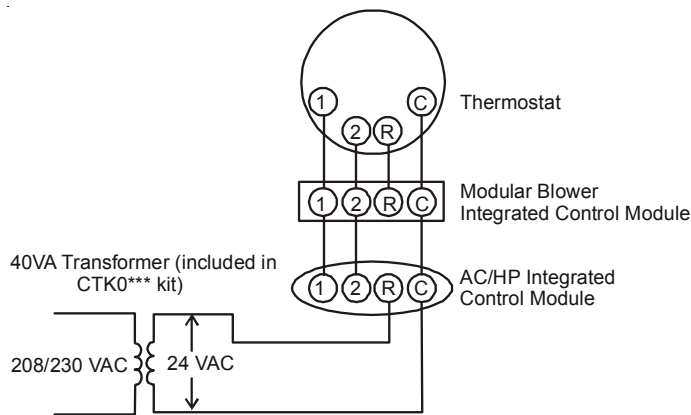 1 C
2 R
Thermostat
1 2 R C
Modular Blower
Integrated Control Module
40VA Transformer (included in
CTK0*** kit)
1 2 R C
AC/HP Integrated
Control Module
208/230 VAC
24 VAC